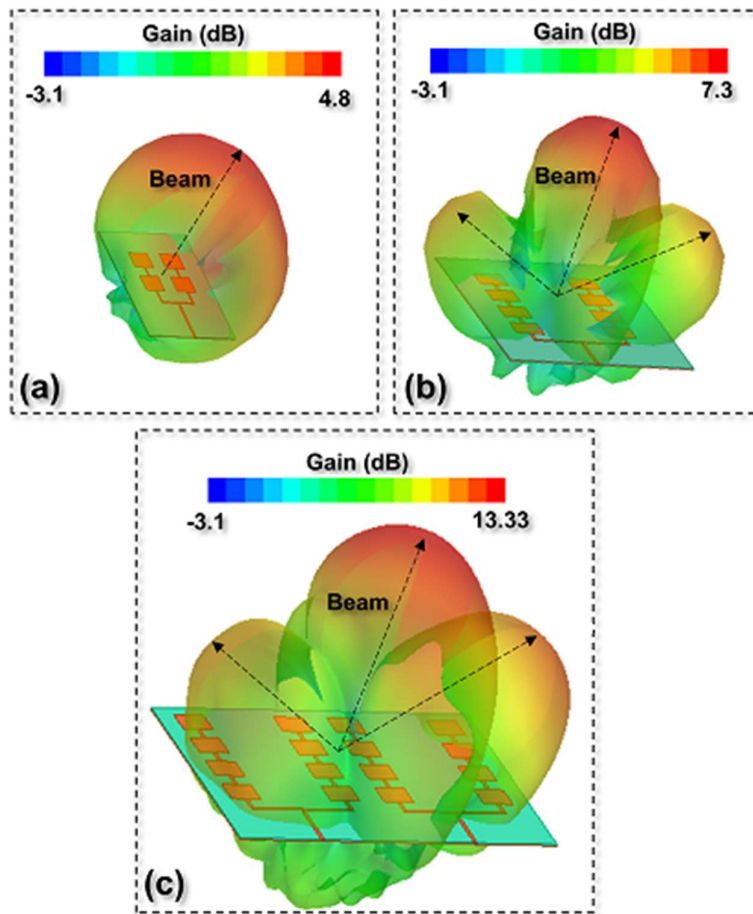 Gain (dB)
-3.1 4.8
Beam
(a)
Gain (dB)
-3.1 7.3
Beam
(b)
Gain (dB)
-3.1 13.33
Beam
(c)